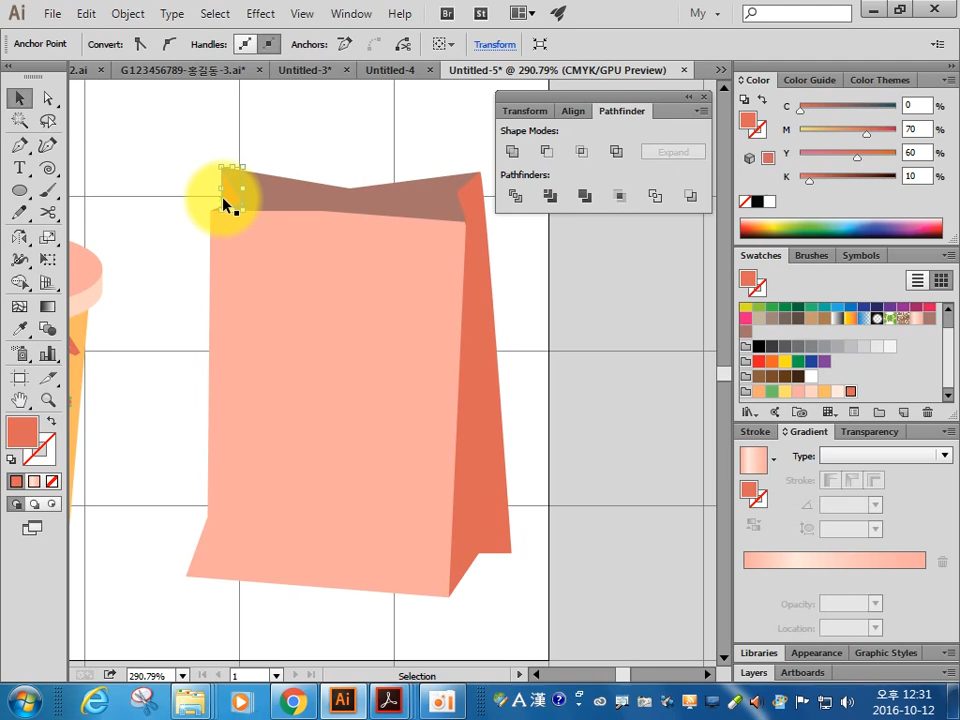 Ai File Edit Object Type Select Effect View Window Help Br St My
Anchor Point Convert: Handles: Anchors: Transform
2.ai × G123456789-홍길동-3.ai* × Untitled-3* × Untitled-4 × Untitled-5* @ 290.79% (CMYK/GPU Preview) ×
Transform Align Pathfinder
Shape Modes:
Expand
Pathfinders:
Color Color Guide Color Themes
C 0 %
M 70 %
Y 60 %
K 10 %
Swatches Brushes Symbols
Stroke Gradient Transparency
Type:
Stroke:
Opacity:
Location:
Libraries Appearance Graphic Styles
Layers Artboards
290.79% 1 Selection
Ai A 漢
오후 12:31
2016-10-12